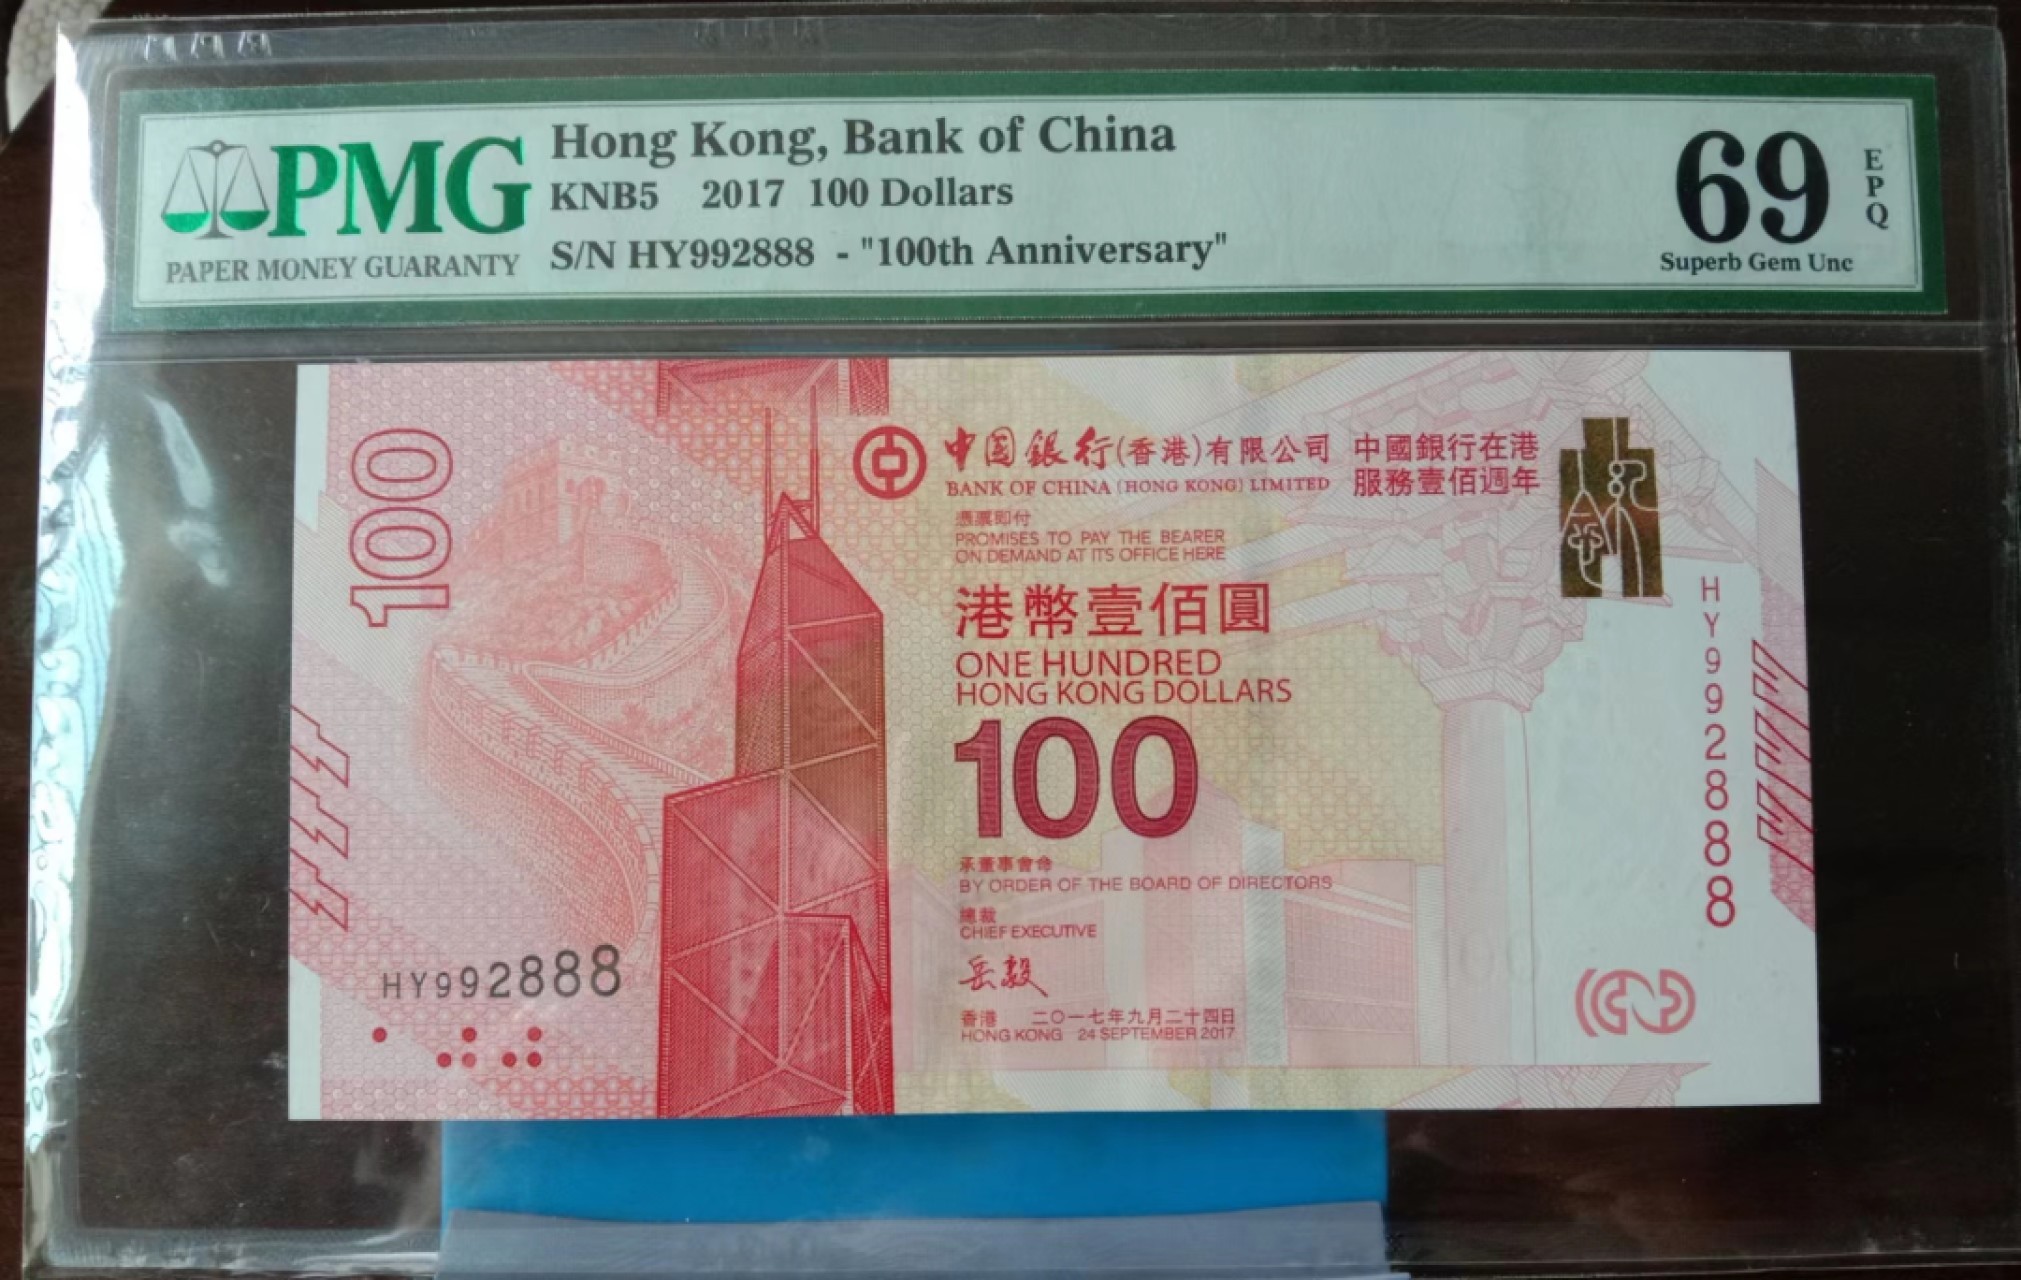 PMG
PAPER MONEY GUARANTY
Hong Kong, Bank of China
KNB5 2017 100 Dollars
S/N HY992888 - "100th Anniversary"
69
EPQ
Superb Gem Unc
100
中国銀行(香港)有限公司
BANK OF CHINA (HONG KONG) LIMITED
中國銀行在港
服務壹佰週年
憑票即付
PROMISES TO PAY THE BEARER
ON DEMAND AT ITS OFFICE HERE
港幣壹佰圓
ONE HUNDRED
HONG KONG DOLLARS
100
承董事會命
BY ORDER OF THE BOARD OF DIRECTORS
總裁
CHIEF EXECUTIVE
岳毅
香港 二〇一七年九月二十四日
HONG KONG 24 SEPTEMBER 2017
HY992888
HY992888